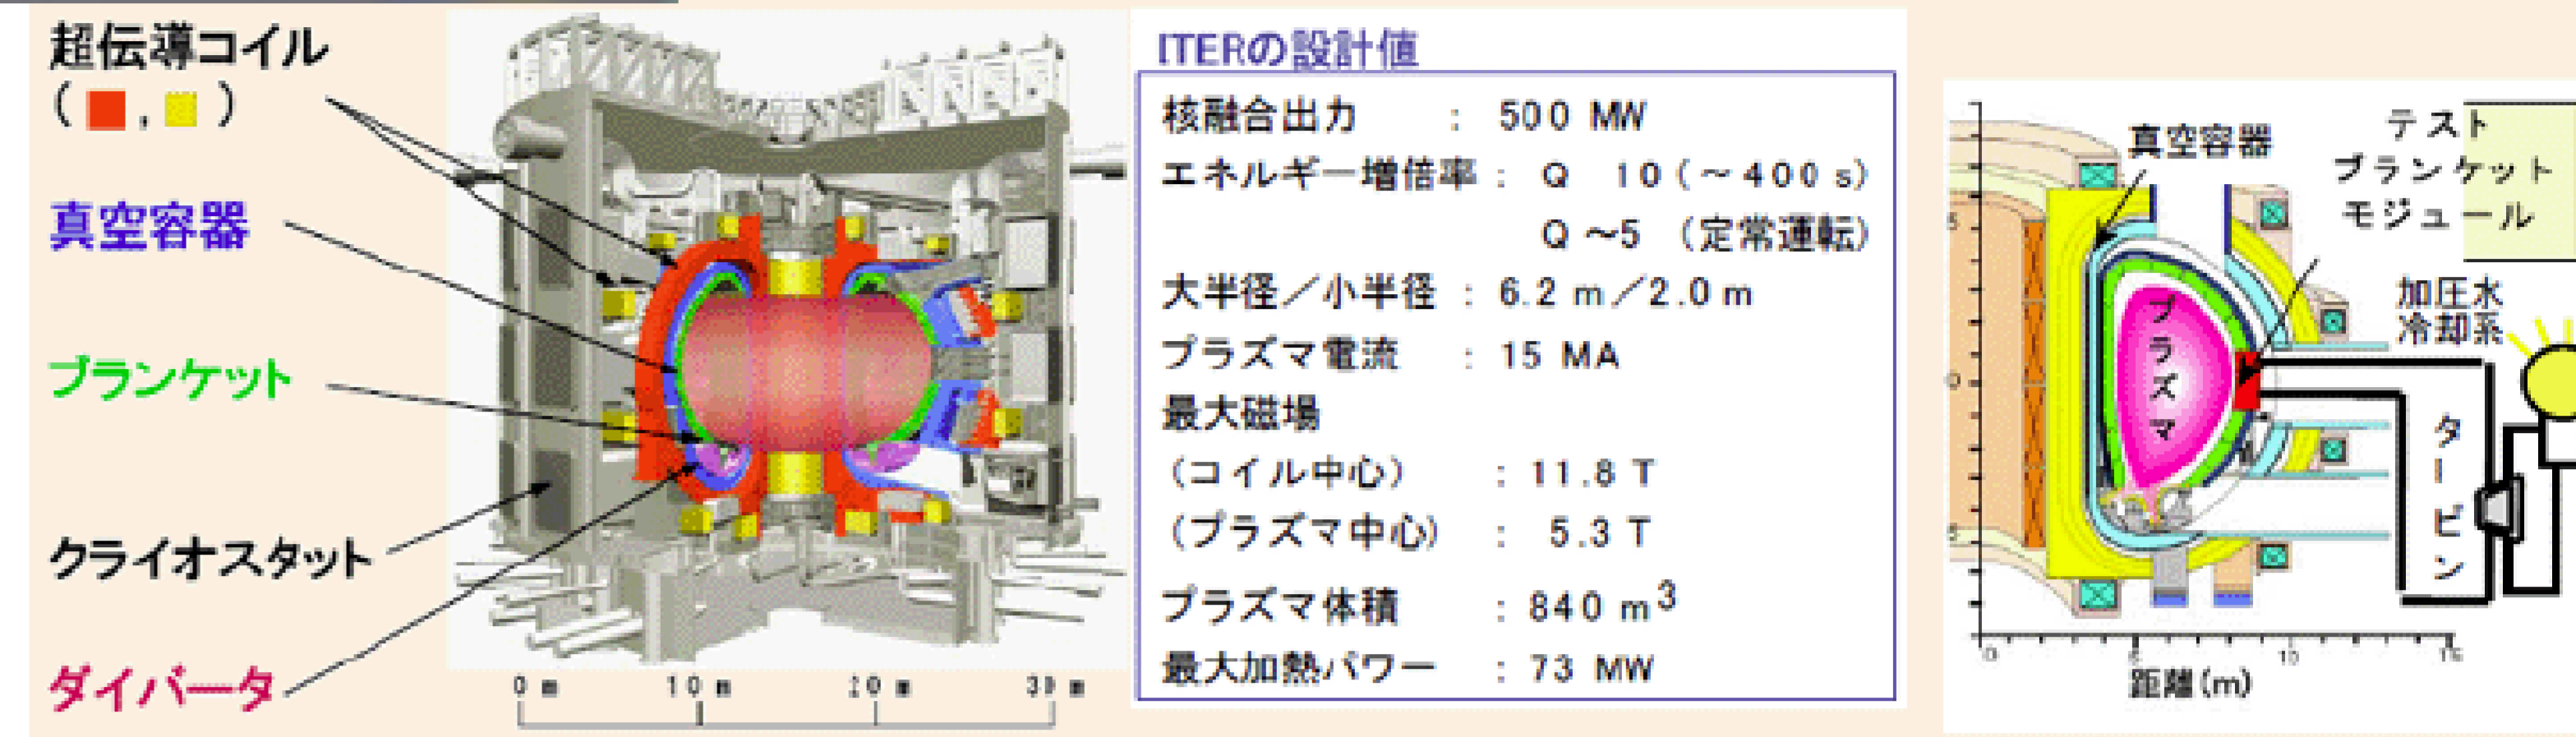 超伝導コイル
( , )
真空容器
ブランケット
クライオスタット
ダイバータ
0 m 10 m 20 m 30 m
ITERの設計値
核融合出力 : 500 MW
エネルギー増倍率 : Q 10(~400 s)
Q ~5 (定常運転)
大半径/小半径 : 6.2 m/2.0 m
プラズマ電流 : 15 MA
最大磁場
(コイル中心) : 11.8 T
(プラズマ中心) : 5.3 T
プラズマ体積 : 840 m³
最大加熱パワー : 73 MW
真空容器
テスト
ブランケット
モジュール
加圧水
冷却系
プラズマ
タービン
5
0
5
0 5 10 15
距離(m)